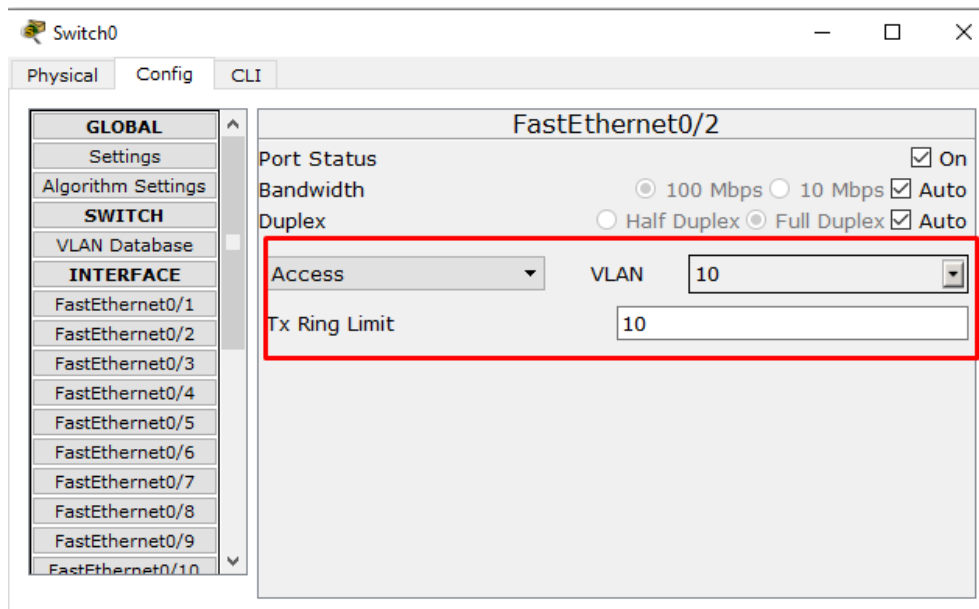 Switch0
Physical Config CLI
GLOBAL
Settings
Algorithm Settings
SWITCH
VLAN Database
INTERFACE
FastEthernet0/1
FastEthernet0/2
FastEthernet0/3
FastEthernet0/4
FastEthernet0/5
FastEthernet0/6
FastEthernet0/7
FastEthernet0/8
FastEthernet0/9
FastEthernet0/10
FastEthernet0/2
Port Status On
Bandwidth 100 Mbps 10 Mbps Auto
Duplex Half Duplex Full Duplex Auto
Access VLAN 10
Tx Ring Limit 10